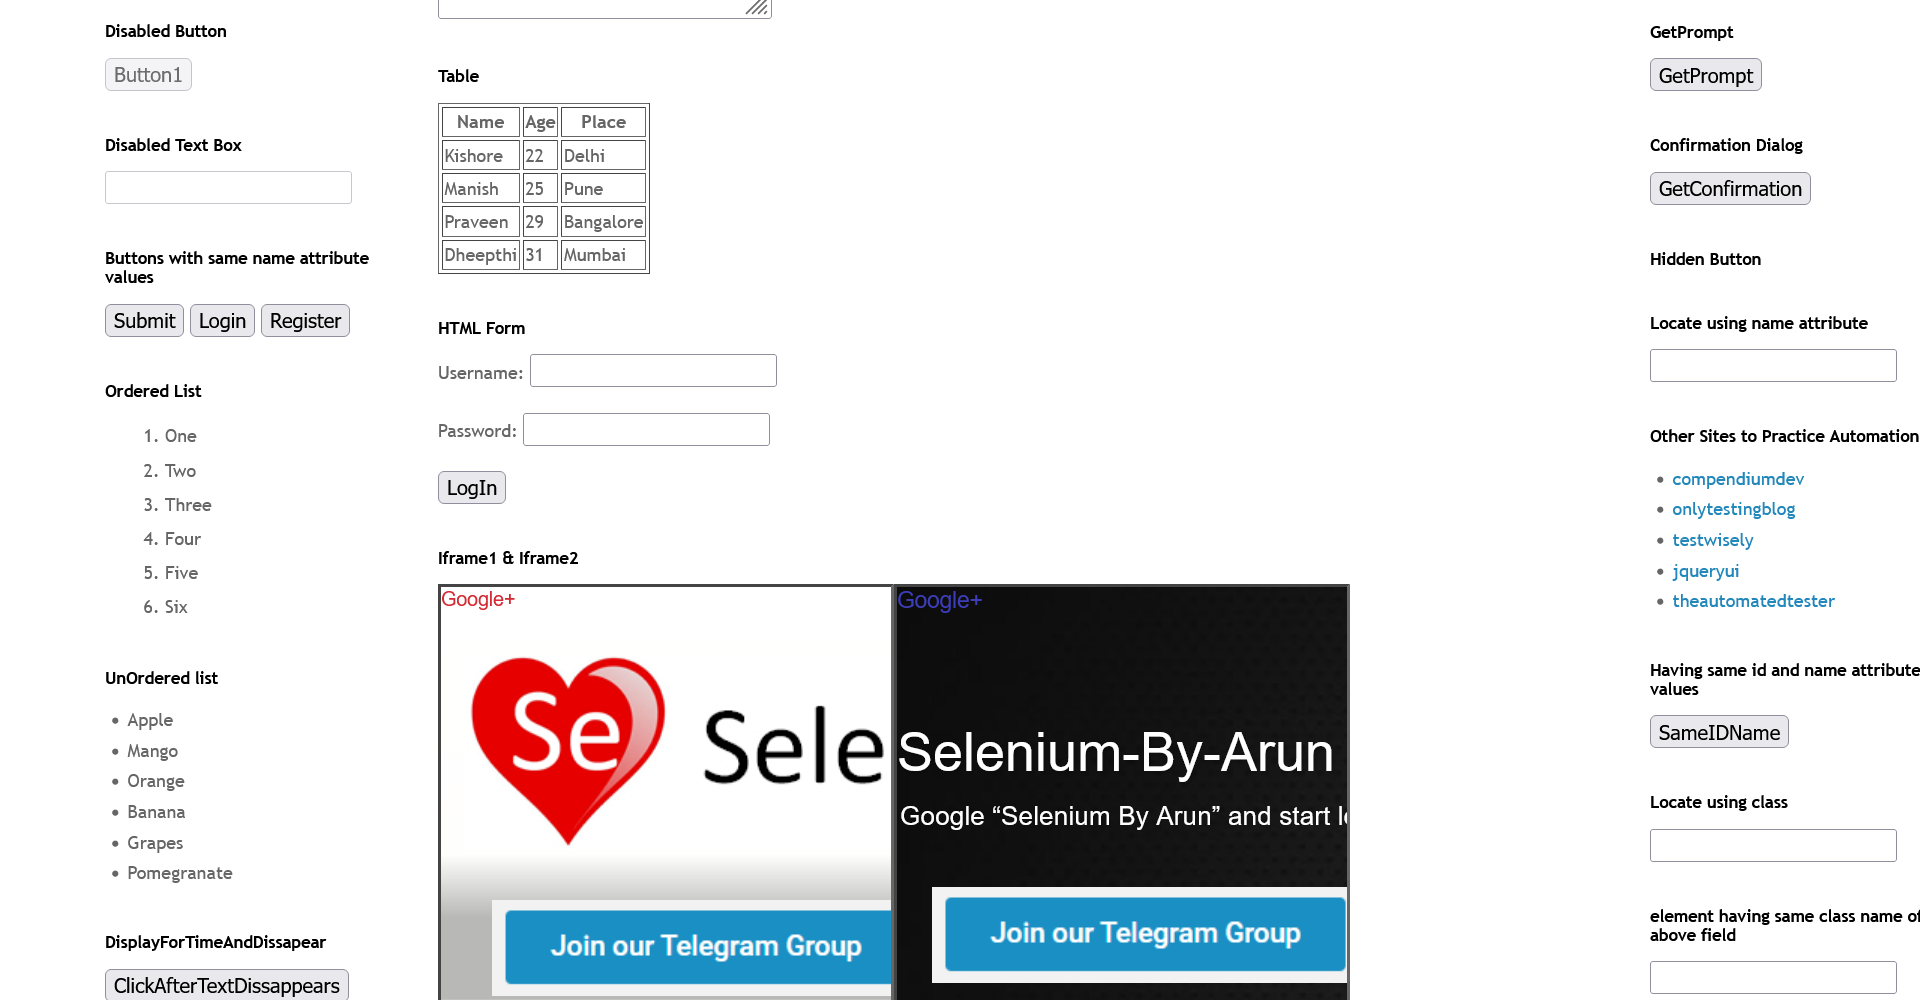 Disabled Button
Button1
Disabled Text Box
Buttons with same name attribute
values
Submit Login Register
Ordered List
1. One
2. Two
3. Three
4. Four
5. Five
6. Six
UnOrdered list
Apple
Mango
Orange
Banana
Grapes
Pomegranate
DisplayForTimeAndDissapear
ClickAfterTextDissappears
Table
Name Age Place
Kishore 22 Delhi
Manish 25 Pune
Praveen 29 Bangalore
Dheepthi 31 Mumbai
HTML Form
Username:
Password:
LogIn
Iframe1 & Iframe2
Google+
Se Sele
Join our Telegram Group
Google+
Selenium-By-Arun
Google “Selenium By Arun” and start
Join our Telegram Group
GetPrompt
GetPrompt
Confirmation Dialog
GetConfirmation
Hidden Button
Locate using name attribute
Other Sites to Practice Automation
compendiumdev
onlytestingblog
testwisely
jqueryui
theautomatedtester
Having same id and name attribute
values
SameIDName
Locate using class
element having same class name of
above field